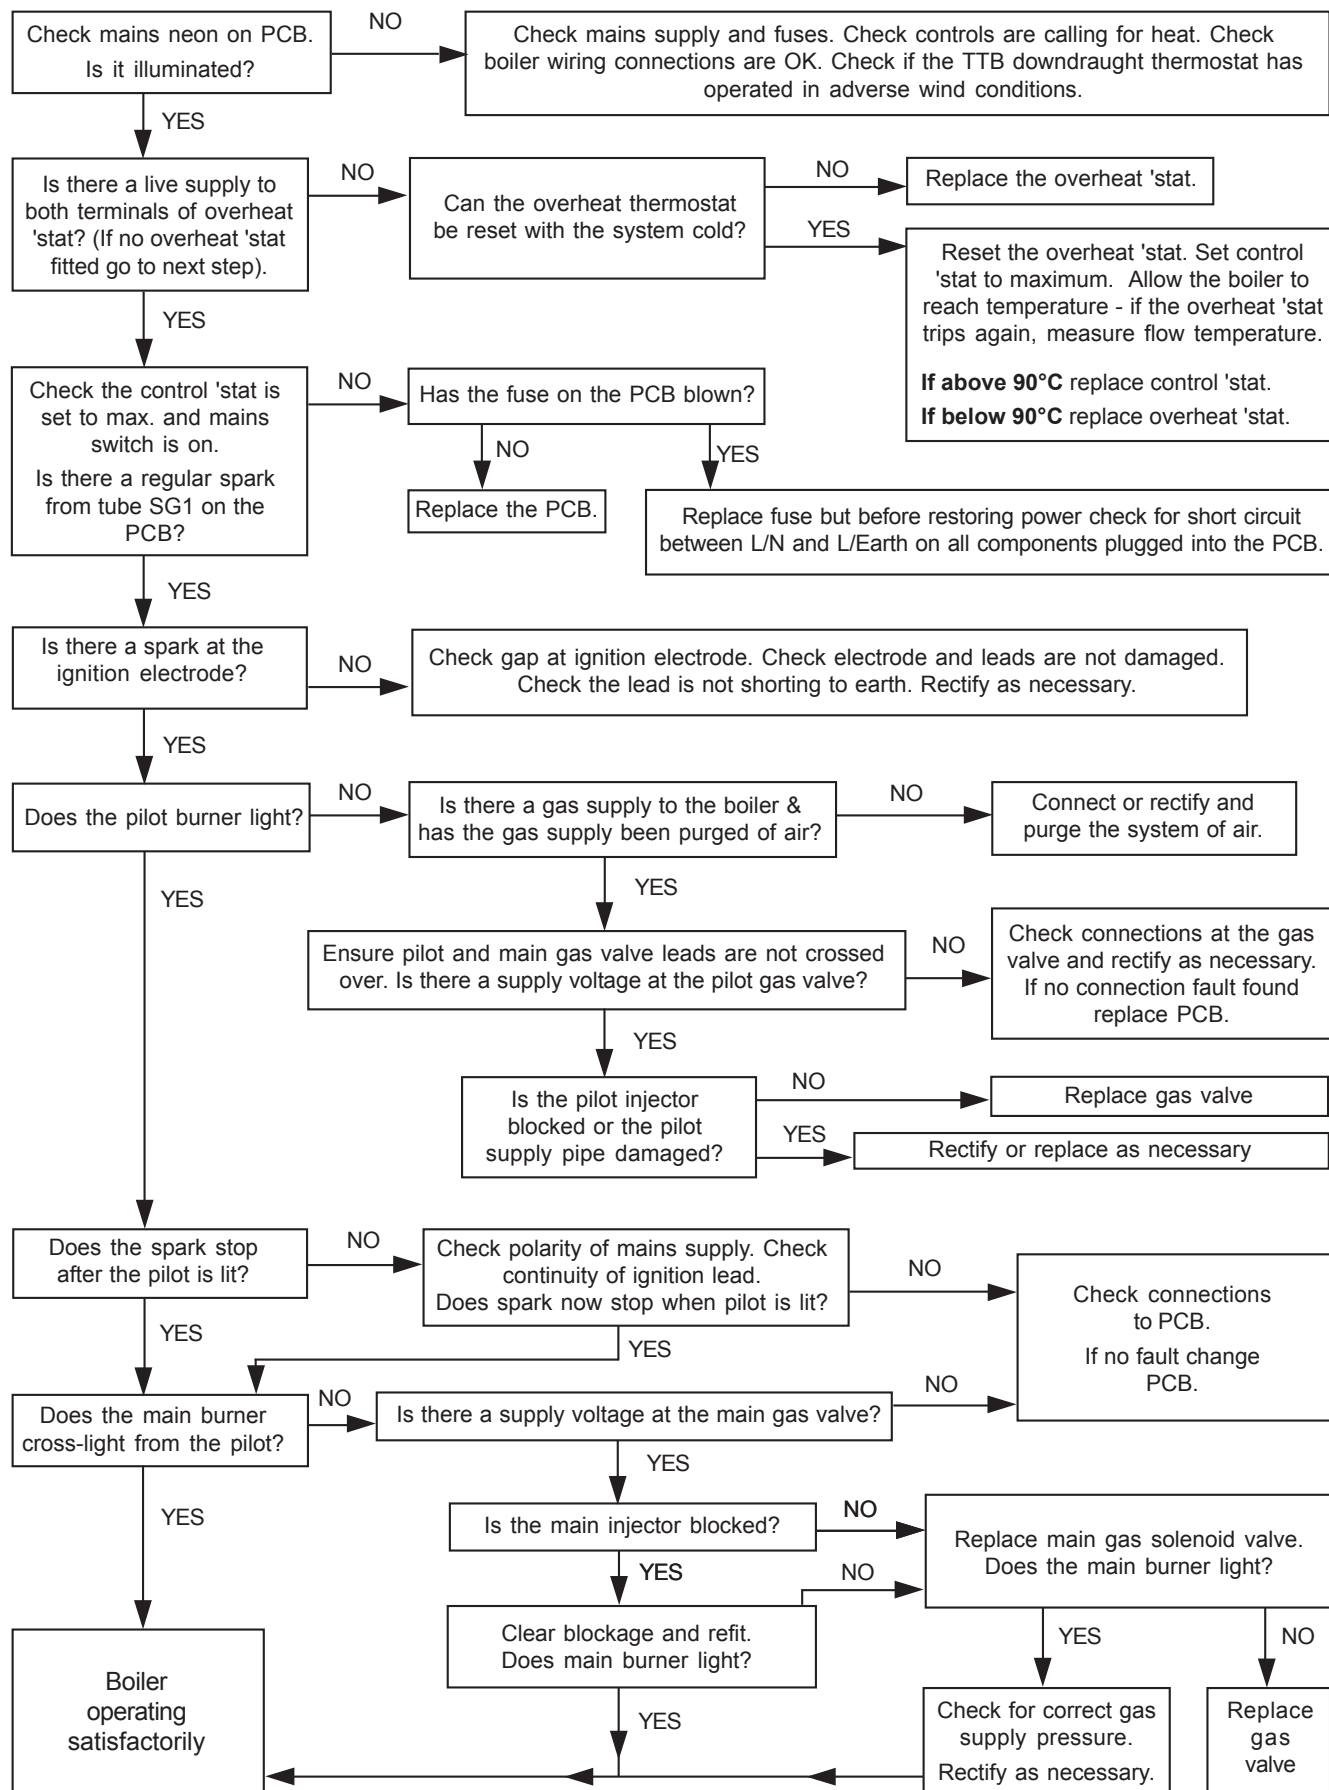 Check mains neon on PCB.
Is it illuminated?
NO
Check mains supply and fuses. Check controls are calling for heat. Check
boiler wiring connections are OK. Check if the TTB downdraught thermostat has
operated in adverse wind conditions.
YES
Is there a live supply to
both terminals of overheat
'stat? (If no overheat 'stat
fitted go to next step).
NO
Can the overheat thermostat
be reset with the system cold?
NO
Replace the overheat 'stat.
YES
Reset the overheat 'stat. Set control
'stat to maximum. Allow the boiler to
reach temperature - if the overheat 'stat
trips again, measure flow temperature.
If above 90°C replace control 'stat.
If below 90°C replace overheat 'stat.
YES
Check the control 'stat is
set to max. and mains
switch is on.
Is there a regular spark
from tube SG1 on the
PCB?
NO
Has the fuse on the PCB blown?
NO
Replace the PCB.
YES
Replace fuse but before restoring power check for short circuit
between L/N and L/Earth on all components plugged into the PCB.
YES
Is there a spark at the
ignition electrode?
NO
Check gap at ignition electrode. Check electrode and leads are not damaged.
Check the lead is not shorting to earth. Rectify as necessary.
YES
Does the pilot burner light?
NO
Is there a gas supply to the boiler &
has the gas supply been purged of air?
NO
Connect or rectify and
purge the system of air.
YES
YES
Ensure pilot and main gas valve leads are not crossed
over. Is there a supply voltage at the pilot gas valve?
NO
Check connections at the gas
valve and rectify as necessary.
If no connection fault found
replace PCB.
YES
Is the pilot injector
blocked or the pilot
supply pipe damaged?
NO
Replace gas valve
YES
Rectify or replace as necessary
Does the spark stop
after the pilot is lit?
NO
Check polarity of mains supply. Check
continuity of ignition lead.
Does spark now stop when pilot is lit?
NO
Check connections
to PCB.
If no fault change
PCB.
YES
YES
Does the main burner
cross-light from the pilot?
NO
Is there a supply voltage at the main gas valve?
NO
YES
YES
Is the main injector blocked?
NO
Replace main gas solenoid valve.
Does the main burner light?
YES
NO
Clear blockage and refit.
Does main burner light?
YES
NO
Boiler
operating
satisfactorily
YES
Check for correct gas
supply pressure.
Rectify as necessary.
Replace
gas
valve